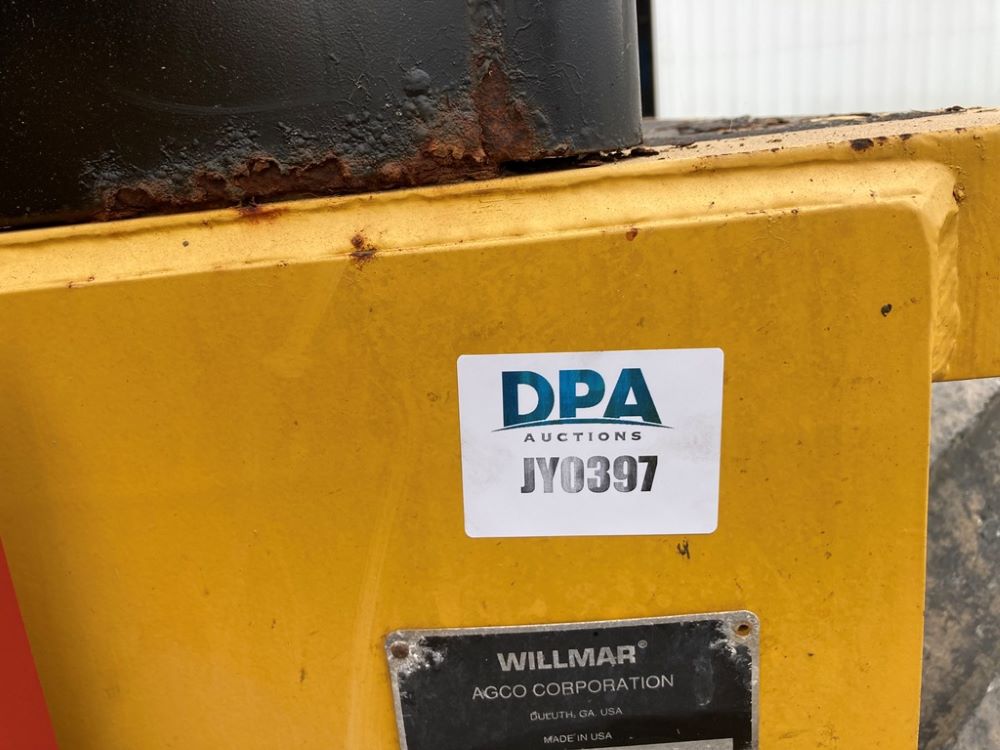 DPA
AUCTIONS
JY0397
WILLMAR®
AGCO CORPORATION
DULUTH, GA. USA
MADE IN USA